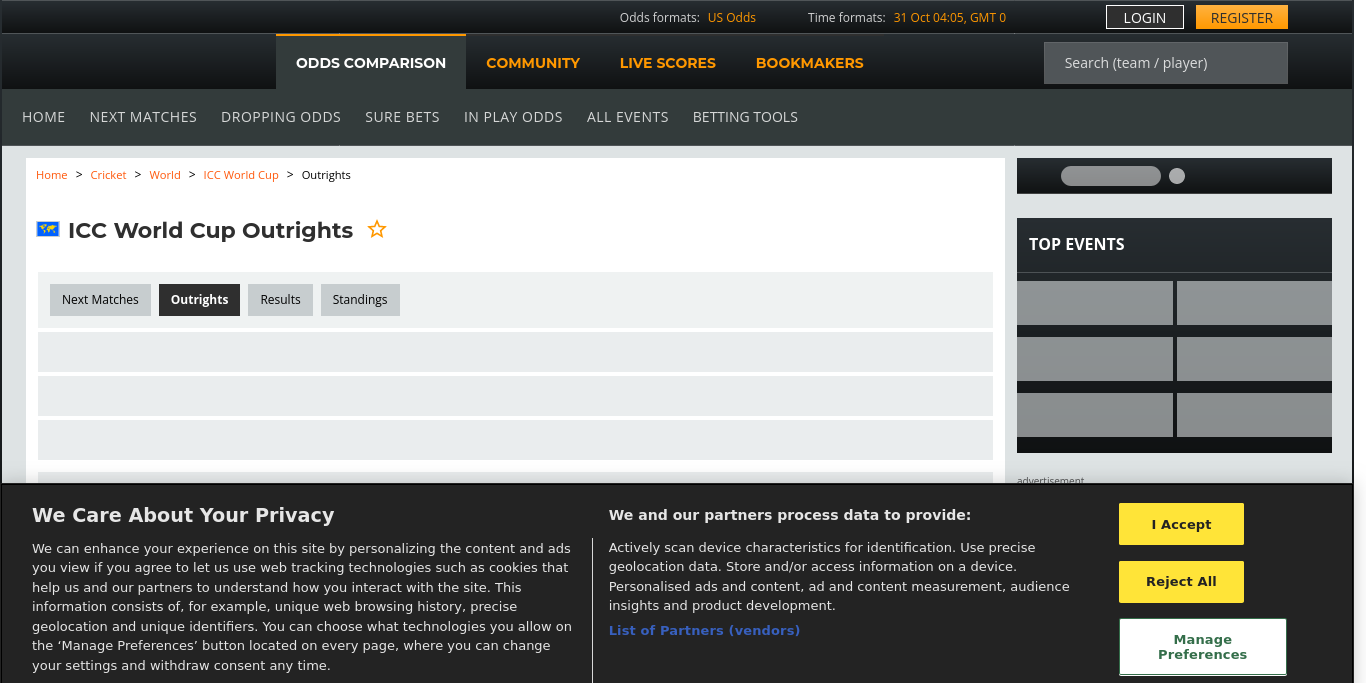 Odds formats: US Odds Time formats: 31 Oct 04:05, GMT 0 LOGIN REGISTER
ODDS COMPARISON COMMUNITY LIVE SCORES BOOKMAKERS Search (team / player)
HOME NEXT MATCHES DROPPING ODDS SURE BETS IN PLAY ODDS ALL EVENTS BETTING TOOLS
Home > Cricket > World > ICC World Cup > Outrights
ICC World Cup Outrights
Next Matches Outrights Results Standings
TOP EVENTS
advertisement
We Care About Your Privacy
We can enhance your experience on this site by personalizing the content and ads
you view if you agree to let us use web tracking technologies such as cookies that
help us and our partners to understand how you interact with the site. This
information consists of, for example, unique web browsing history, precise
geolocation and unique identifiers. You can choose what technologies you allow on
the ‘Manage Preferences’ button located on every page, where you can change
your settings and withdraw consent any time.
We and our partners process data to provide:
Actively scan device characteristics for identification. Use precise
geolocation data. Store and/or access information on a device.
Personalised ads and content, ad and content measurement, audience
insights and product development.
List of Partners (vendors)
I Accept
Reject All
Manage
Preferences